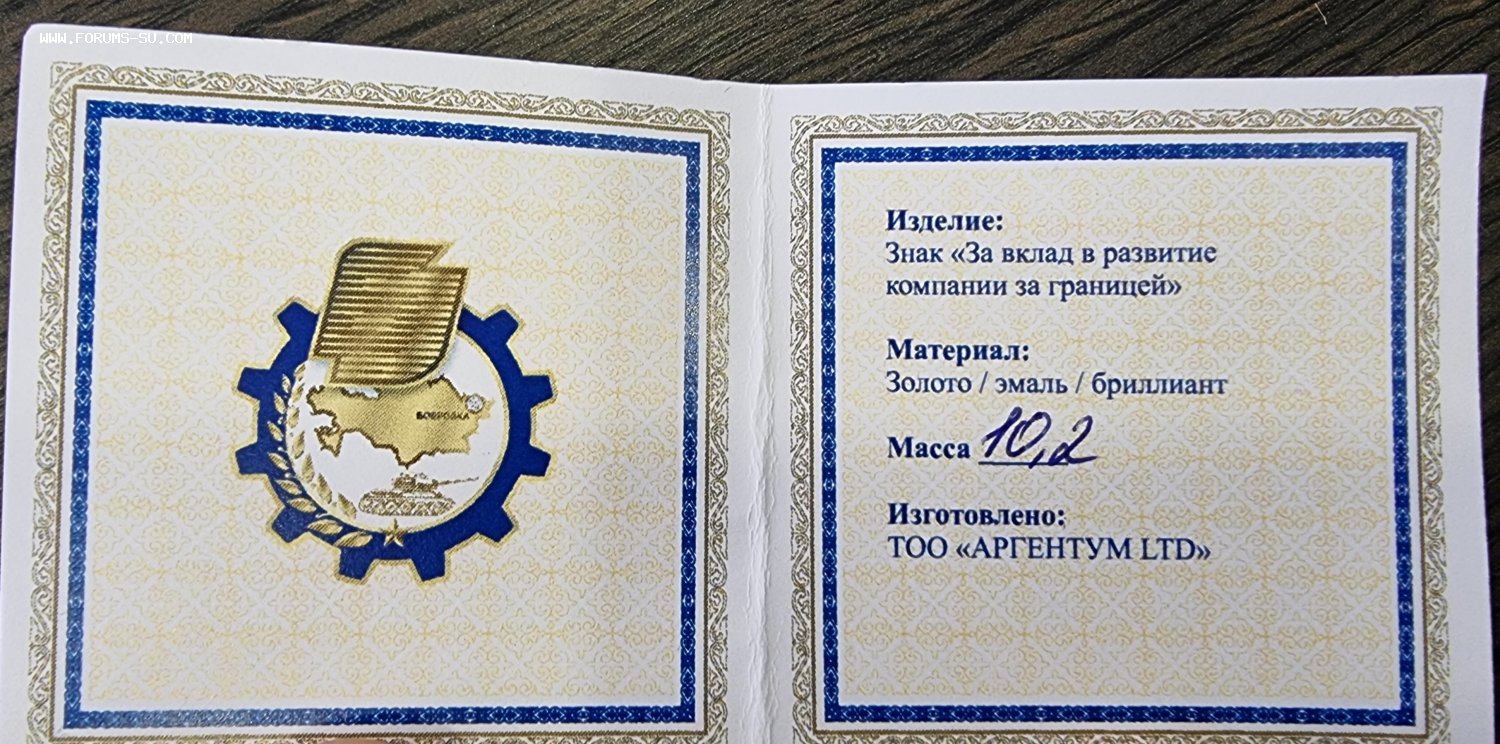 WWW.FORUMS-SU.COM
БОБРОВКА
Изделие:
Знак «За вклад в развитие
компании за границей»
Материал:
Золото / эмаль / бриллиант
Масса 10,2
Изготовлено:
ТОО «АРГЕНТУМ LTD»